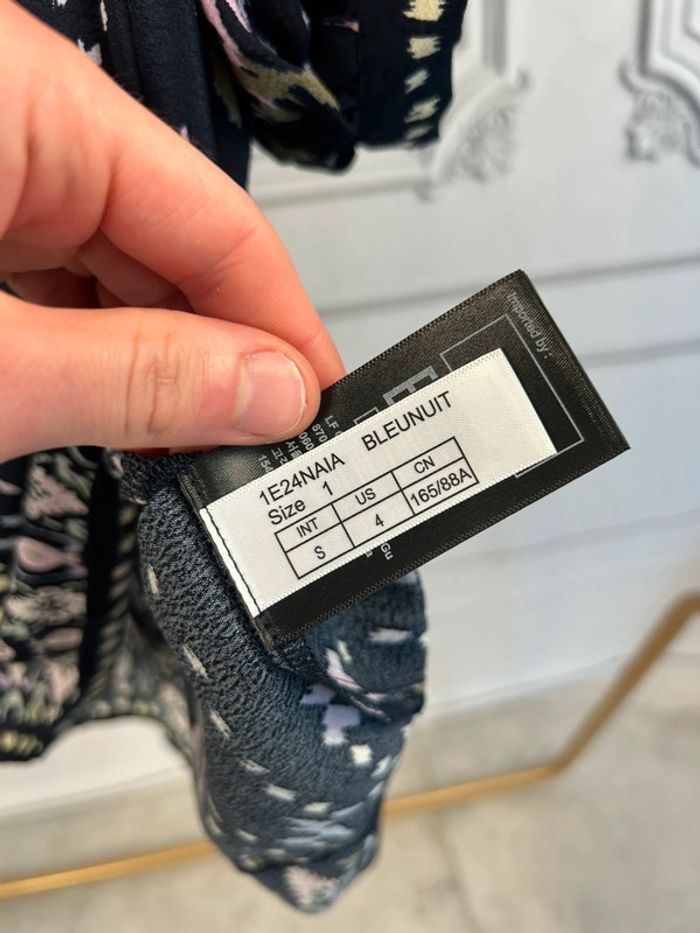 imported by:
1E24NAIA BLEUNUIT
Size 1
INT US CN
S 4 165/88A